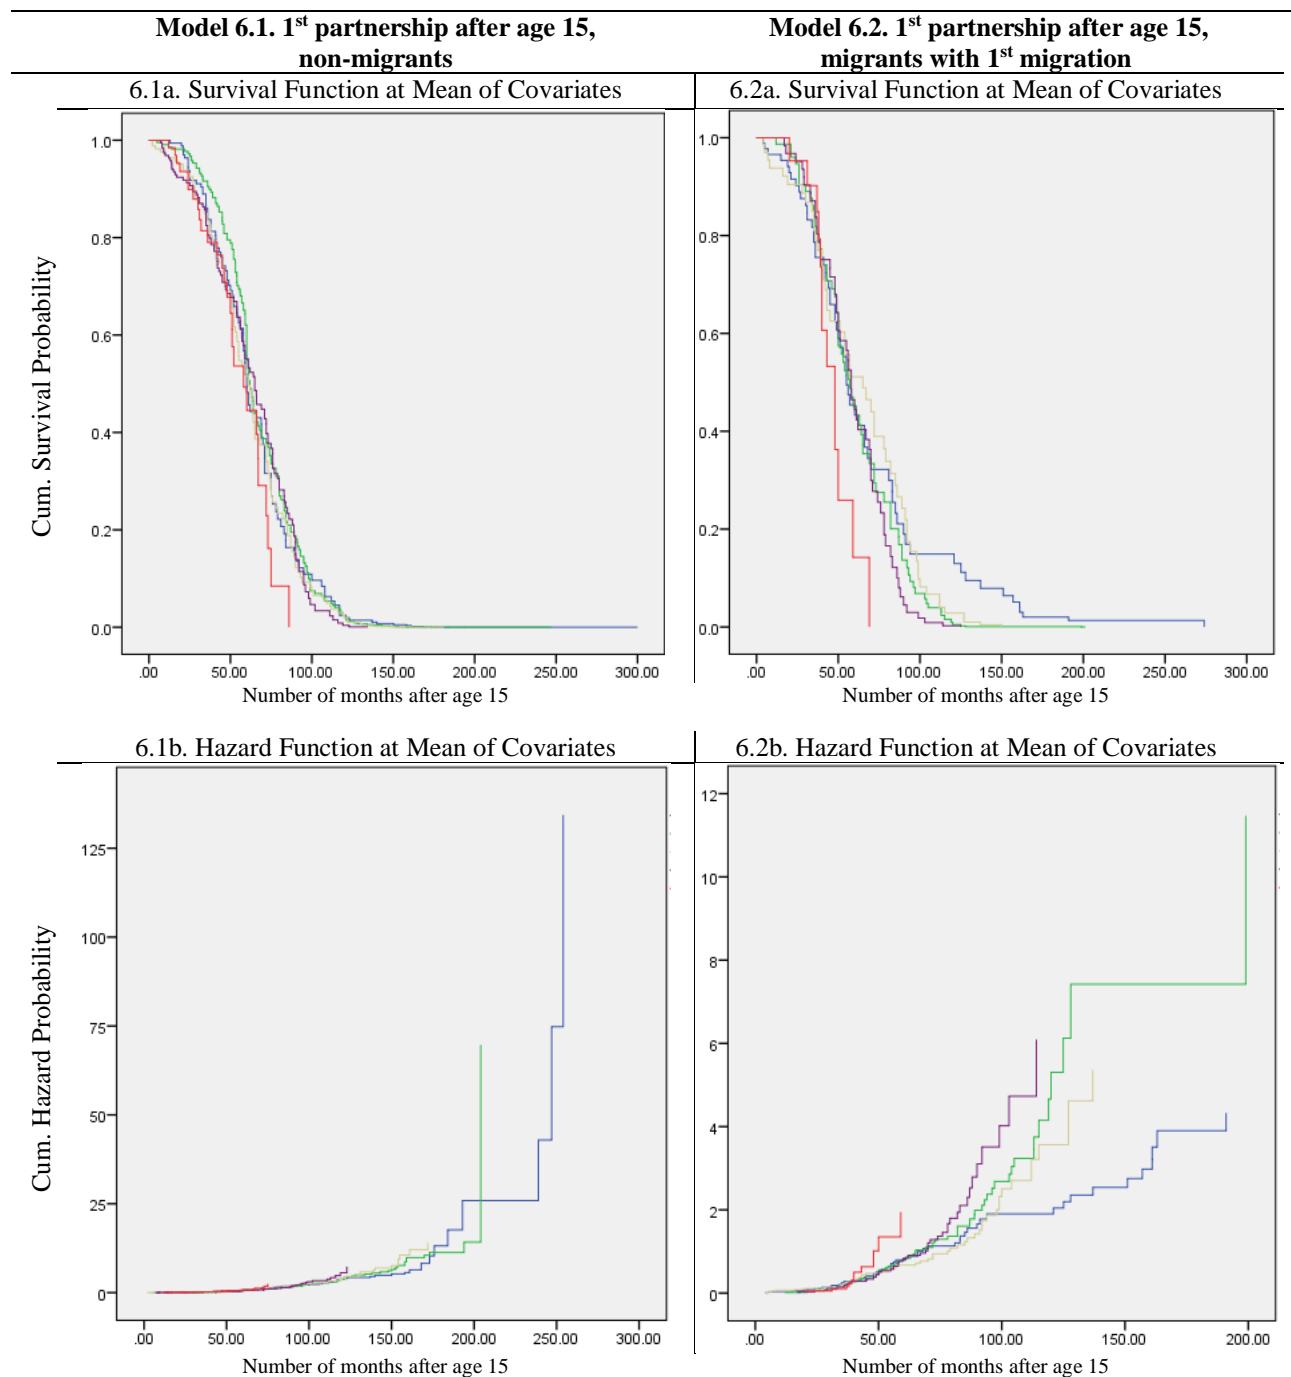 Model 6.1. 1st partnership after age 15,
non-migrants
Model 6.2. 1st partnership after age 15,
migrants with 1st migration
6.1a. Survival Function at Mean of Covariates
6.2a. Survival Function at Mean of Covariates
Cum. Survival Probability
1.0
0.8
0.6
0.4
0.2
0.0
.00 50.00 100.00 150.00 200.00 250.00 300.00
Number of months after age 15
1.0
0.8
0.6
0.4
0.2
0.0
.00 50.00 100.00 150.00 200.00 250.00 300.00
Number of months after age 15
6.1b. Hazard Function at Mean of Covariates
6.2b. Hazard Function at Mean of Covariates
Cum. Hazard Probability
125
100
75
50
25
0
.00 50.00 100.00 150.00 200.00 250.00 300.00
Number of months after age 15
12
10
8
6
4
2
0
.00 50.00 100.00 150.00 200.00
Number of months after age 15